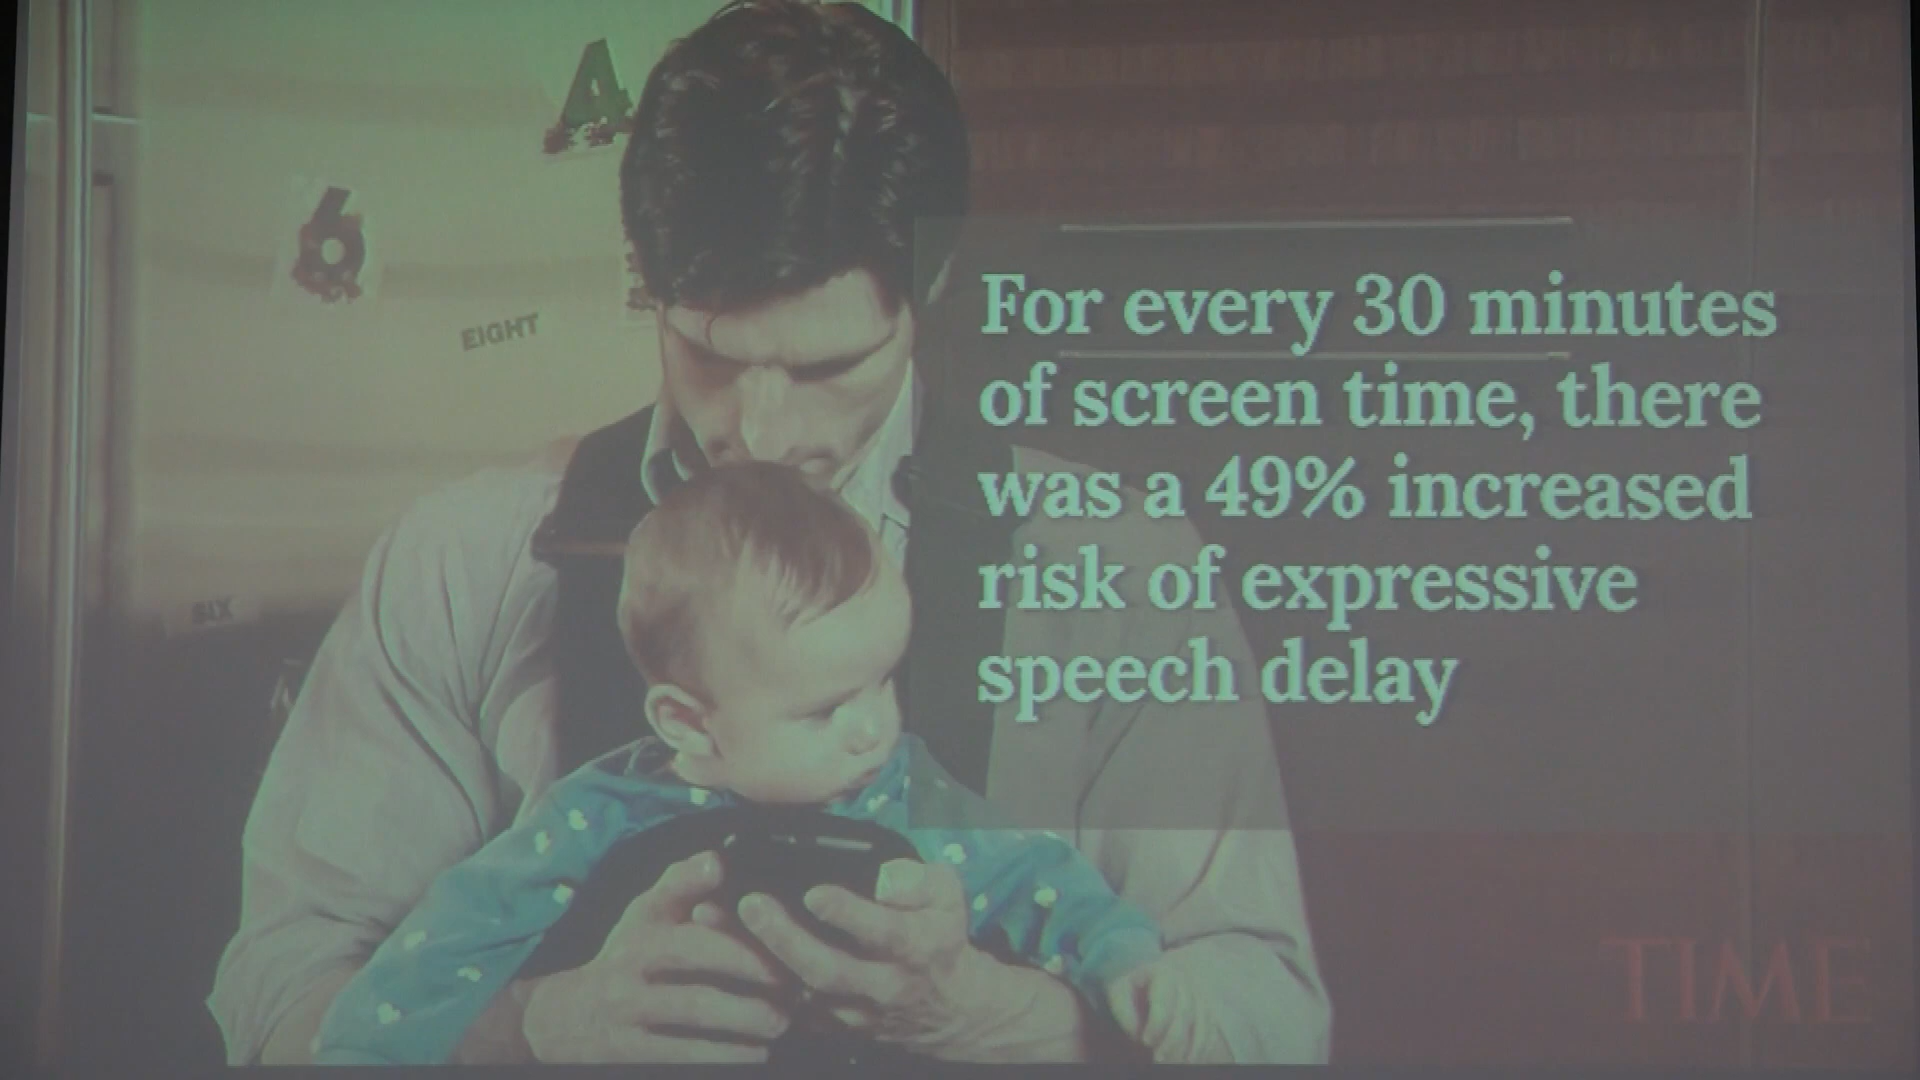 A
6
EIGHT
SIX
For every 30 minutes
of screen time, there
was a 49% increased
risk of expressive
speech delay
TIME